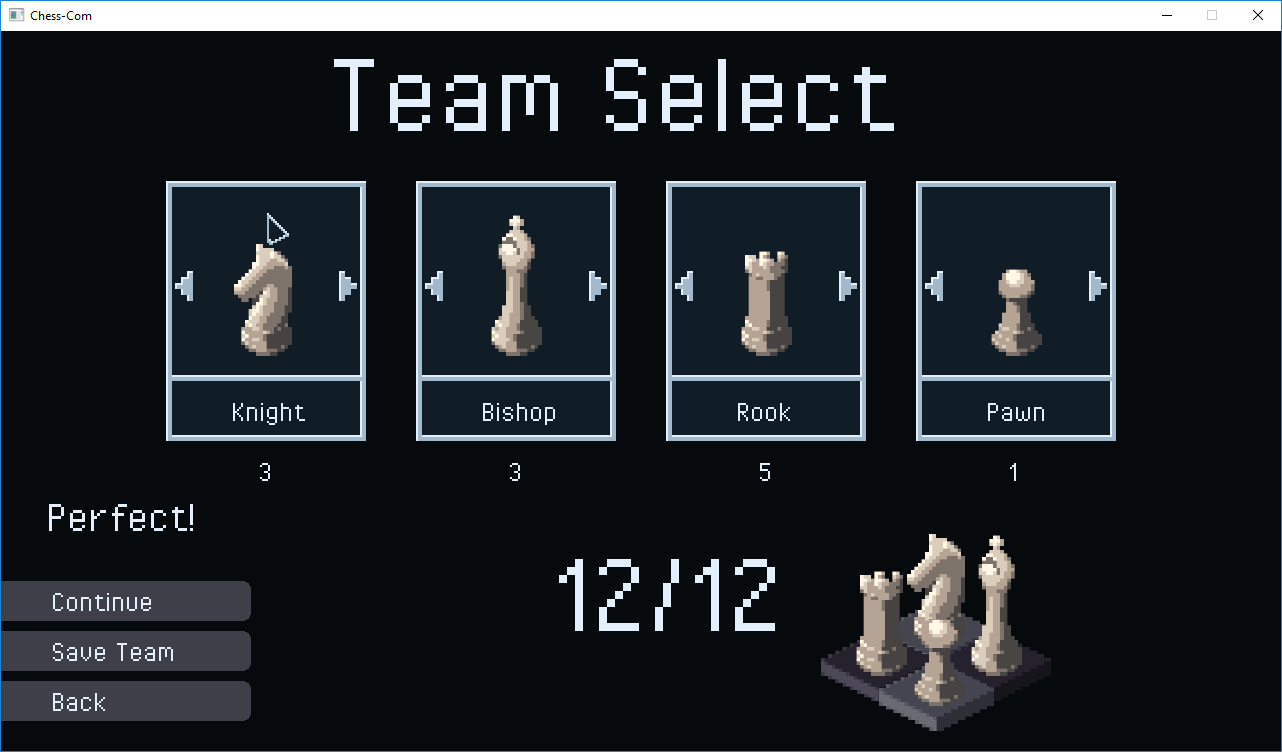 Chess-Com
Team Select
Knight Bishop Rook Pawn
3 3 5 1
Perfect!
12/12
Continue
Save Team
Back